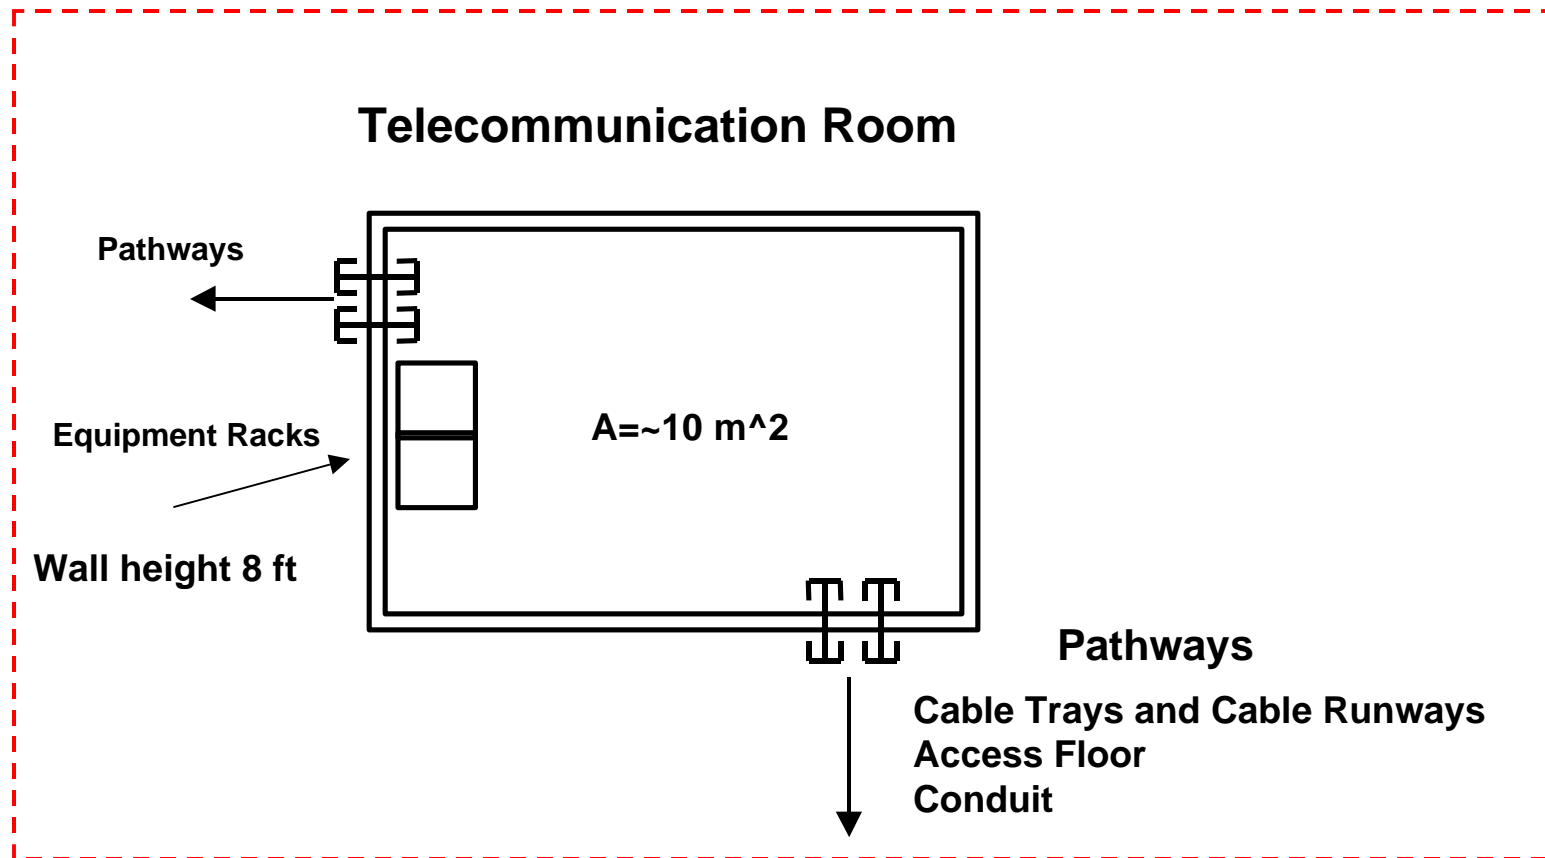 Telecommunication Room
Pathways
Equipment Racks
A=~10 m^2
Wall height 8 ft
Pathways
Cable Trays and Cable Runways
Access Floor
Conduit